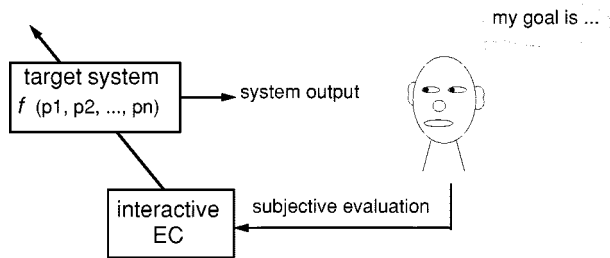 my goal is ...
target system
f (p1, p2, ..., pn)
system output
interactive
EC
subjective evaluation